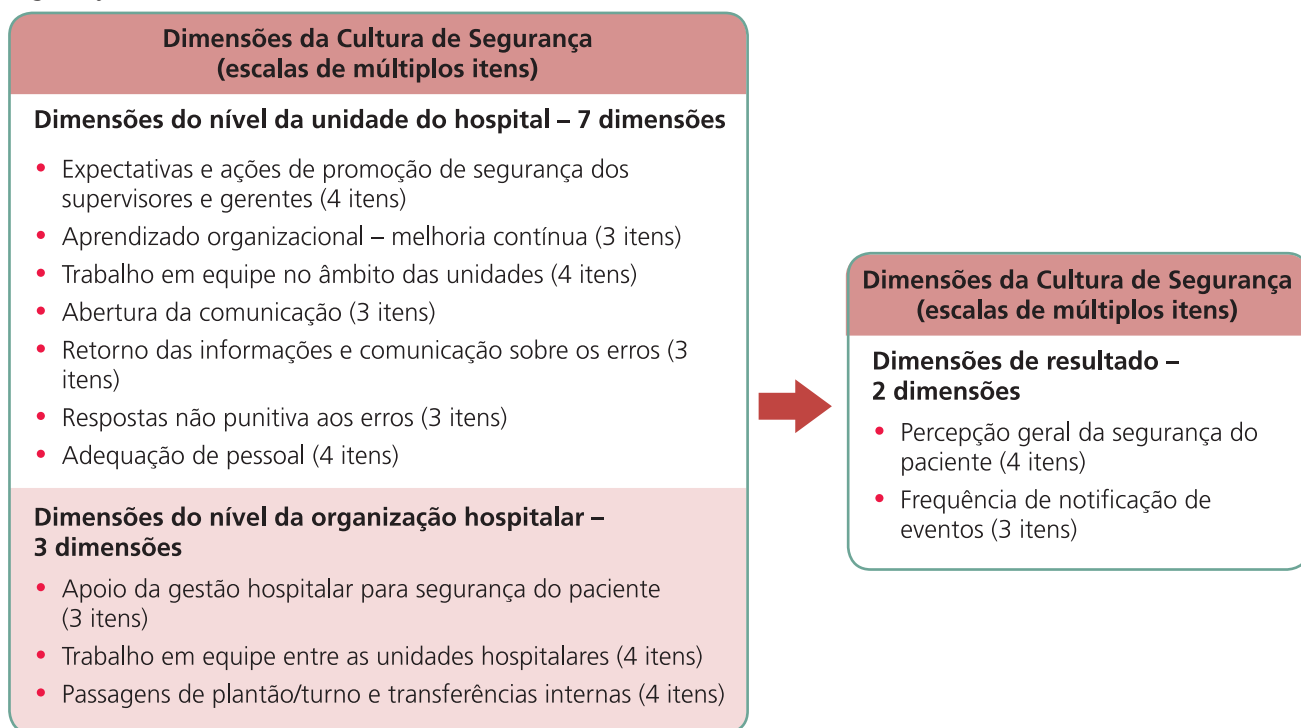 Dimensões da Cultura de Segurança
(escalas de múltiplos itens)
Dimensões do nível da unidade do hospital – 7 dimensões
• Expectativas e ações de promoção de segurança dos
supervisores e gerentes (4 itens)
• Aprendizado organizacional – melhoria contínua (3 itens)
• Trabalho em equipe no âmbito das unidades (4 itens)
• Abertura da comunicação (3 itens)
• Retorno das informações e comunicação sobre os erros (3
itens)
• Respostas não punitiva aos erros (3 itens)
• Adequação de pessoal (4 itens)
Dimensões do nível da organização hospitalar –
3 dimensões
• Apoio da gestão hospitalar para segurança do paciente
(3 itens)
• Trabalho em equipe entre as unidades hospitalares (4 itens)
• Passagens de plantão/turno e transferências internas (4 itens)
Dimensões da Cultura de Segurança
(escalas de múltiplos itens)
Dimensões de resultado –
2 dimensões
• Percepção geral da segurança do
paciente (4 itens)
• Frequência de notificação de
eventos (3 itens)